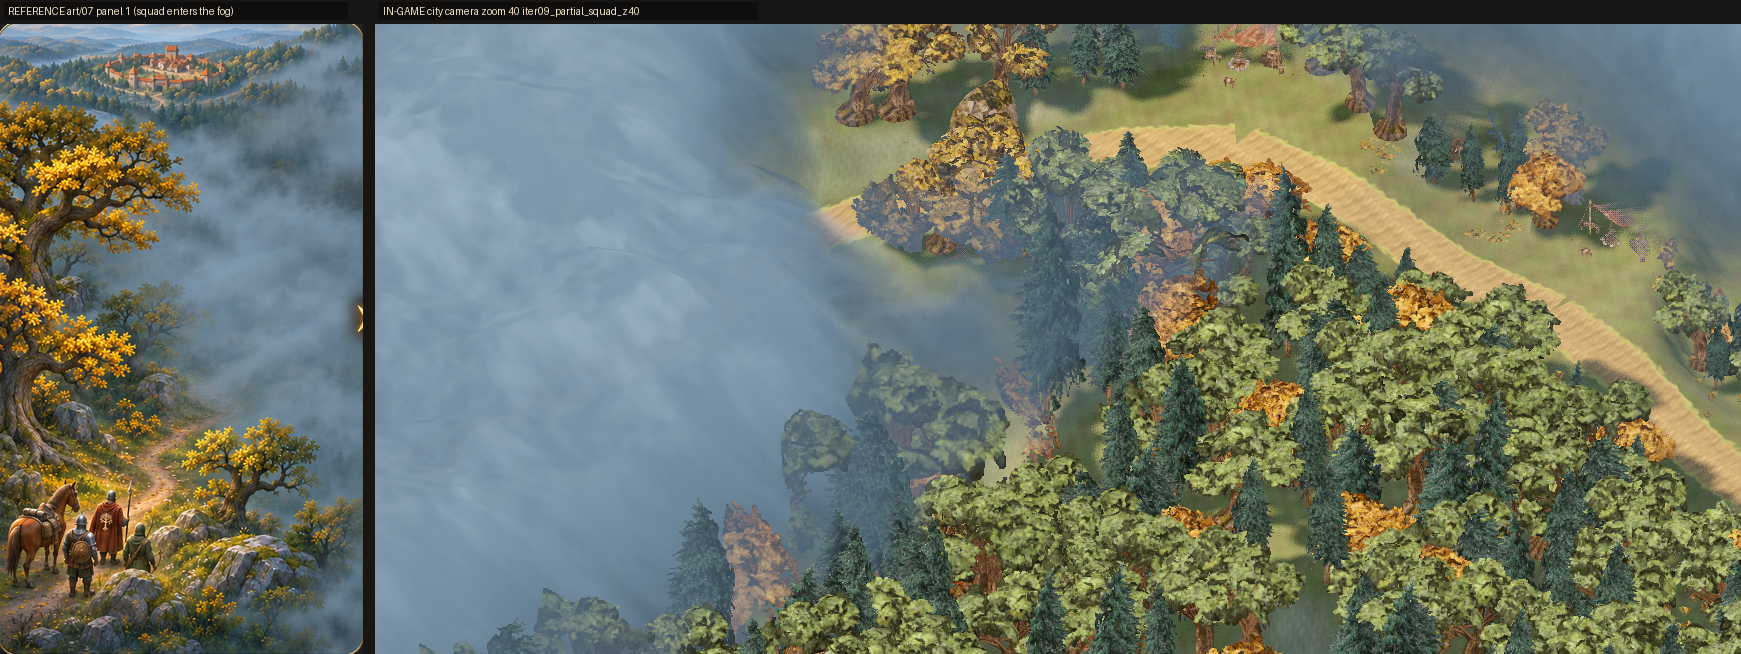 REFERENCE art/07 panel 1 (squad enters the fog)
IN-GAME city camera zoom 40 iter09_partial_squad_z40